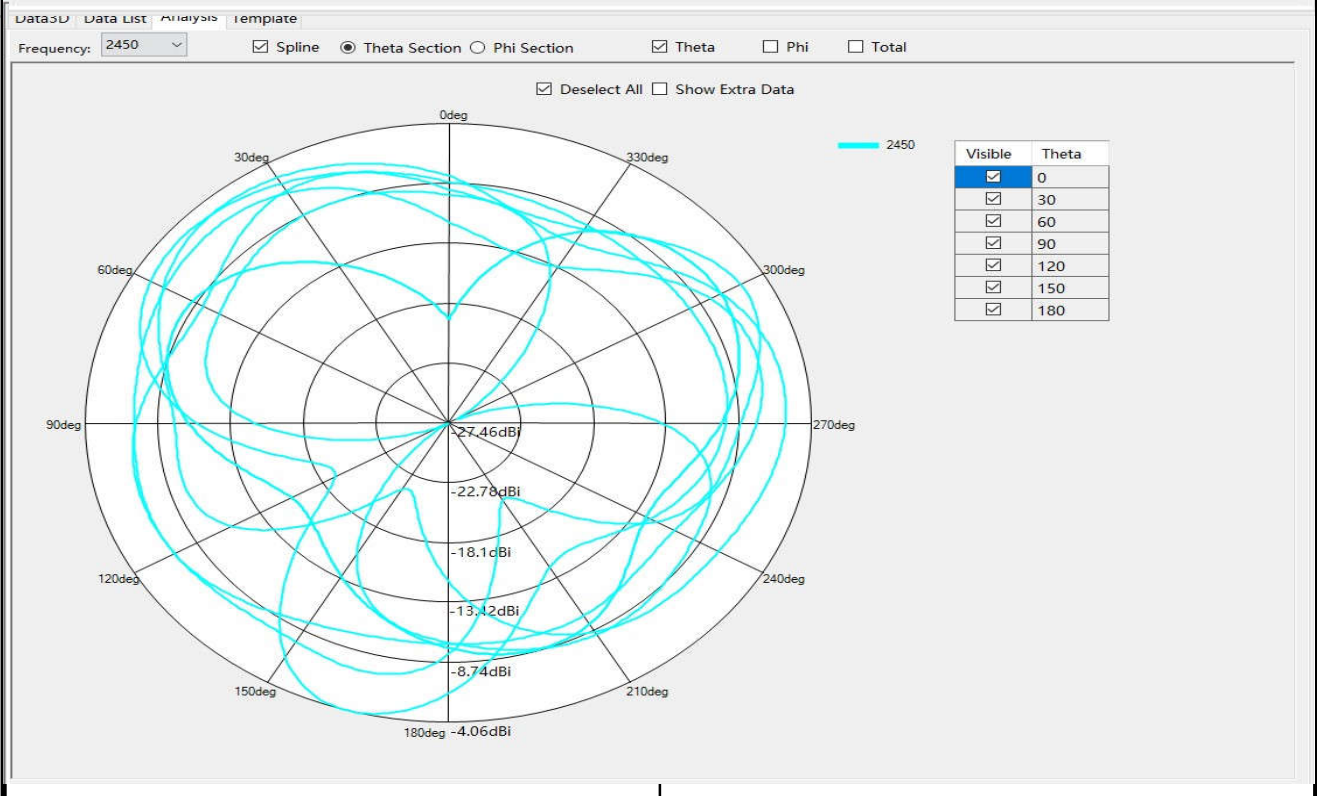 Data3D Data List Analysis Template
Frequency: 2450 Spline Theta Section Phi Section Theta Phi Total
Deselect All Show Extra Data
0deg
30deg
330deg
60deg
300deg
90deg
270deg
120deg
240deg
150deg
210deg
180deg
-27.46dBi
-22.78dBi
-18.1dBi
-13.42dBi
-8.74dBi
-4.06dBi
2450
Visible Theta
0
30
60
90
120
150
180